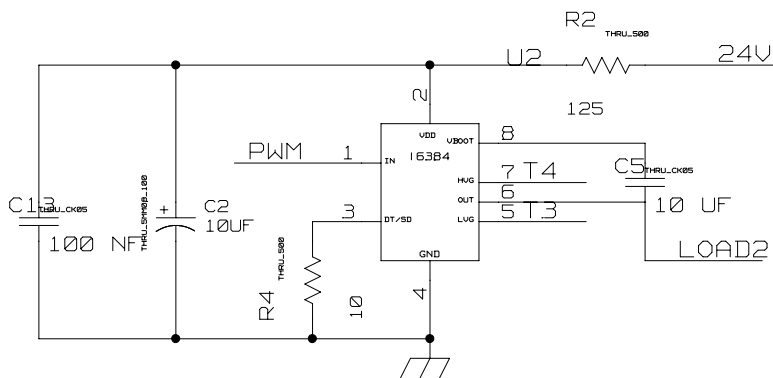 R2
THRU_500
U2
24V
2
125
VDD
VBOOT
8
PWM
1
IN
16384
C5
THRU_CK05
HVG
7
T4
OUT
6
10 UF
C13
THRU_CK05
THRU_5MM08_100
+
C2
10UF
3
DT/SD
LVG
5
T3
100 NF
THRU_500
GND
LOAD2
R4
10
4